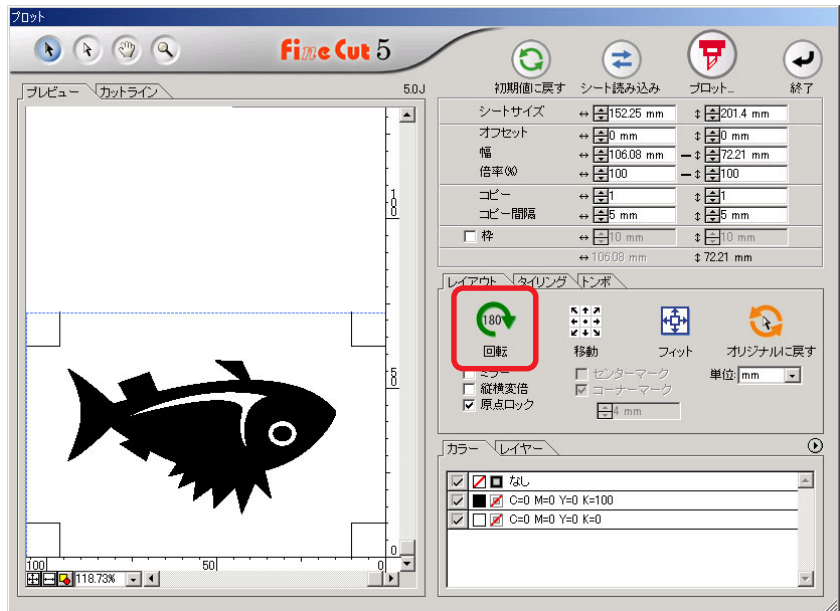 プロット
FineCut 5
初期値に戻す シート読み込み プロット... 終了
プレビュー カットライン 5.0J
シートサイズ 152.25 mm 201.4 mm
オフセット 0 mm 0 mm
幅 106.08 mm 72.21 mm
倍率(%) 100 100
コピー 1 1
コピー間隔 5 mm 5 mm
枠 10 mm 10 mm
106.08 mm 72.21 mm
レイアウト タイリング トンボ
180°
回転 移動 フィット オリジナルに戻す
ミラー センターマーク 単位: mm
縦横変倍 コーナーマーク
原点ロック 4 mm
カラー レイヤー
なし
C=0 M=0 Y=0 K=100
C=0 M=0 Y=0 K=0
100
50
0
100
50
0
118.73%